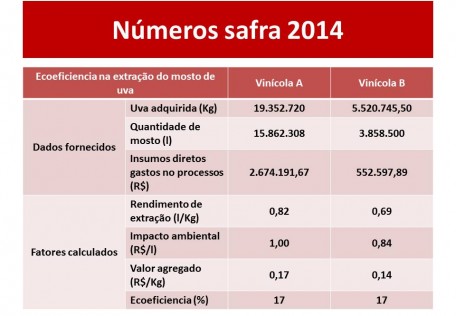 Números safra 2014
Ecoeficiencia na extração do mosto de
uva
Vinícola A
Vinícola B
Dados fornecidos
Uva adquirida (Kg)
19.352.720
5.520.745,50
Quantidade de
mosto (l)
15.862.308
3.858.500
Insumos diretos
gastos no processos
(R$)
2.674.191,67
552.597,89
Fatores calculados
Rendimento de
extração (l/Kg)
0,82
0,69
Impacto ambiental
(R$/l)
1,00
0,84
Valor agregado
(R$/Kg)
0,17
0,14
Ecoeficiencia (%)
17
17